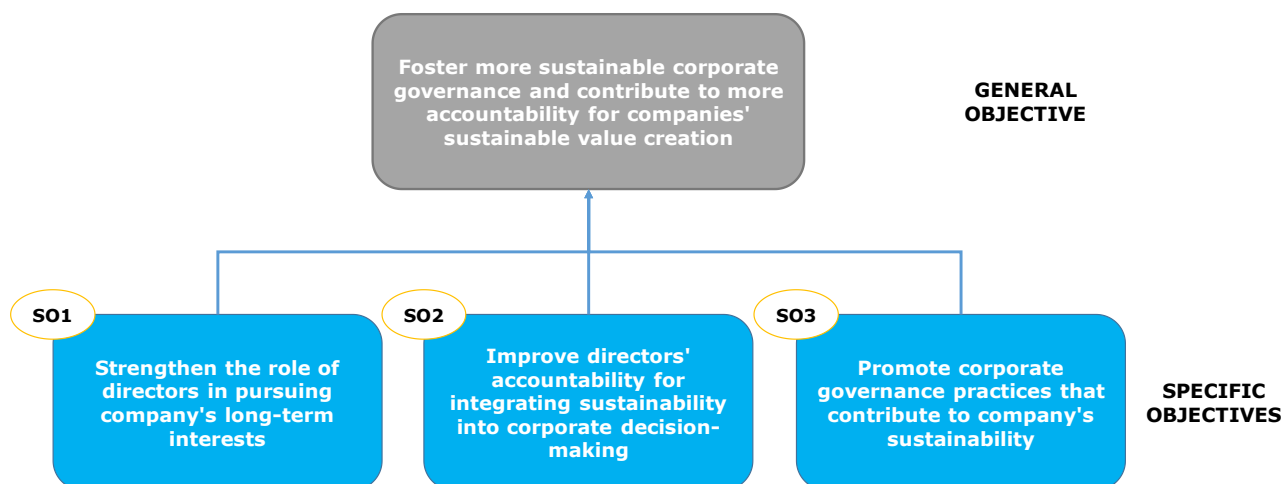 Foster more sustainable corporate
governance and contribute to more
accountability for companies'
sustainable value creation
GENERAL
OBJECTIVE
SO1
SO2
SO3
Strengthen the role of
directors in pursuing
company's long-term
interests
Improve directors'
accountability for
integrating sustainability
into corporate decision-
making
Promote corporate
governance practices that
contribute to company's
sustainability
SPECIFIC
OBJECTIVES